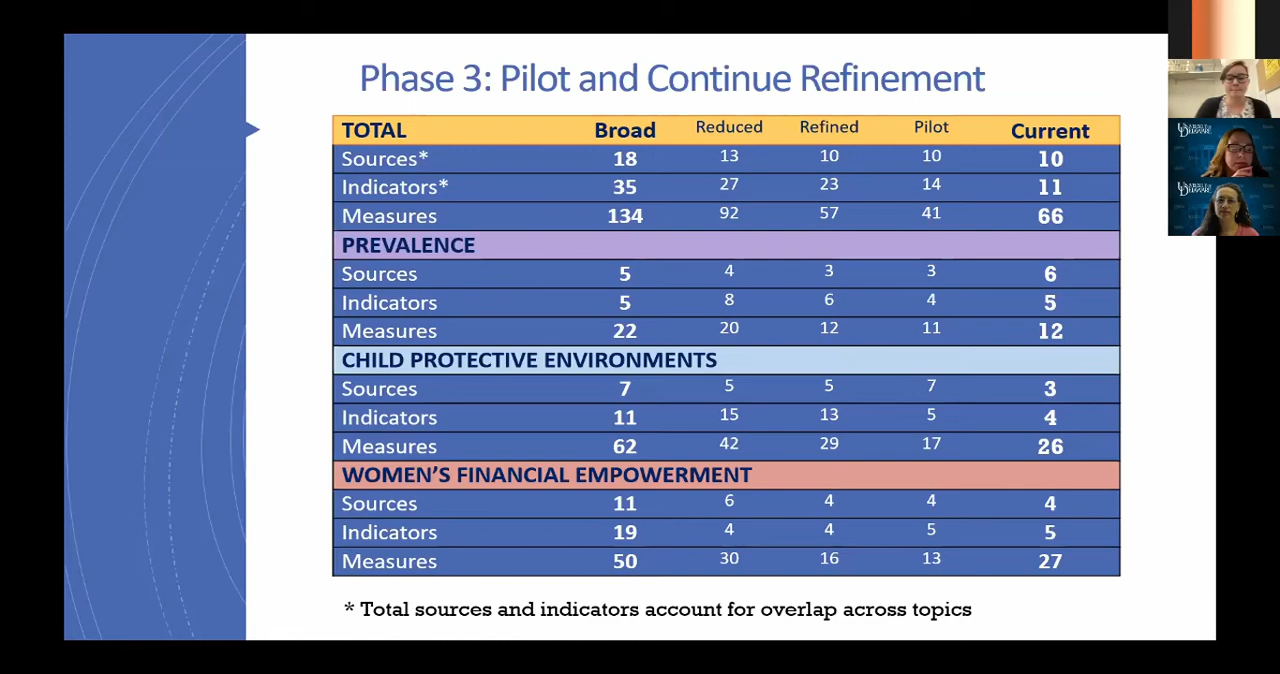 Phase 3: Pilot and Continue Refinement
TOTAL Broad Reduced Refined Pilot Current
Sources* 18 13 10 10 10
Indicators* 35 27 23 14 11
Measures 134 92 57 41 66
PREVALENCE
Sources 5 4 3 3 6
Indicators 5 8 6 4 5
Measures 22 20 12 11 12
CHILD PROTECTIVE ENVIRONMENTS
Sources 7 5 5 7 3
Indicators 11 15 13 5 4
Measures 62 42 29 17 26
WOMEN'S FINANCIAL EMPOWERMENT
Sources 11 6 4 4 4
Indicators 19 4 4 5 5
Measures 50 30 16 13 27
* Total sources and indicators account for overlap across topics